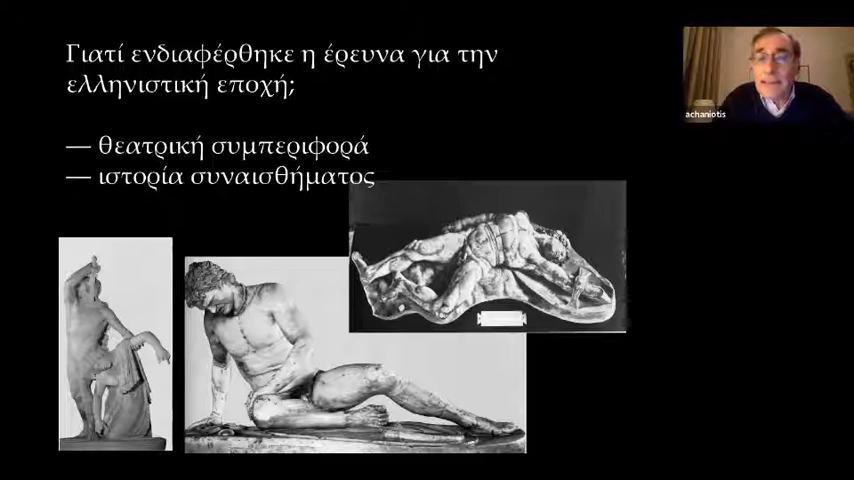 Γιατί ενδιαφέρθηκε η έρευνα για την
ελληνιστική εποχή;
— θεατρική συμπεριφορά
— ιστορία συναισθήματος
achaniotis